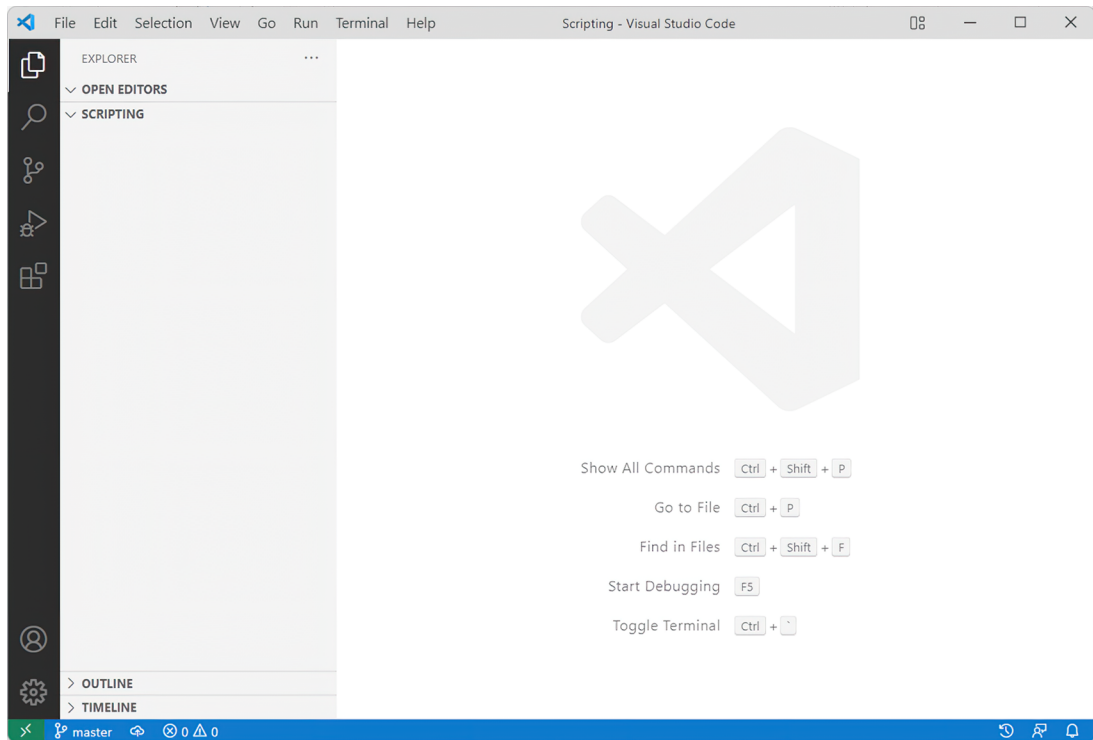 File Edit Selection View Go Run Terminal Help Scripting - Visual Studio Code
EXPLORER
OPEN EDITORS
SCRIPTING
Show All Commands Ctrl + Shift + P
Go to File Ctrl + P
Find in Files Ctrl + Shift + F
Start Debugging F5
Toggle Terminal Ctrl + `
OUTLINE
TIMELINE
master 0 0